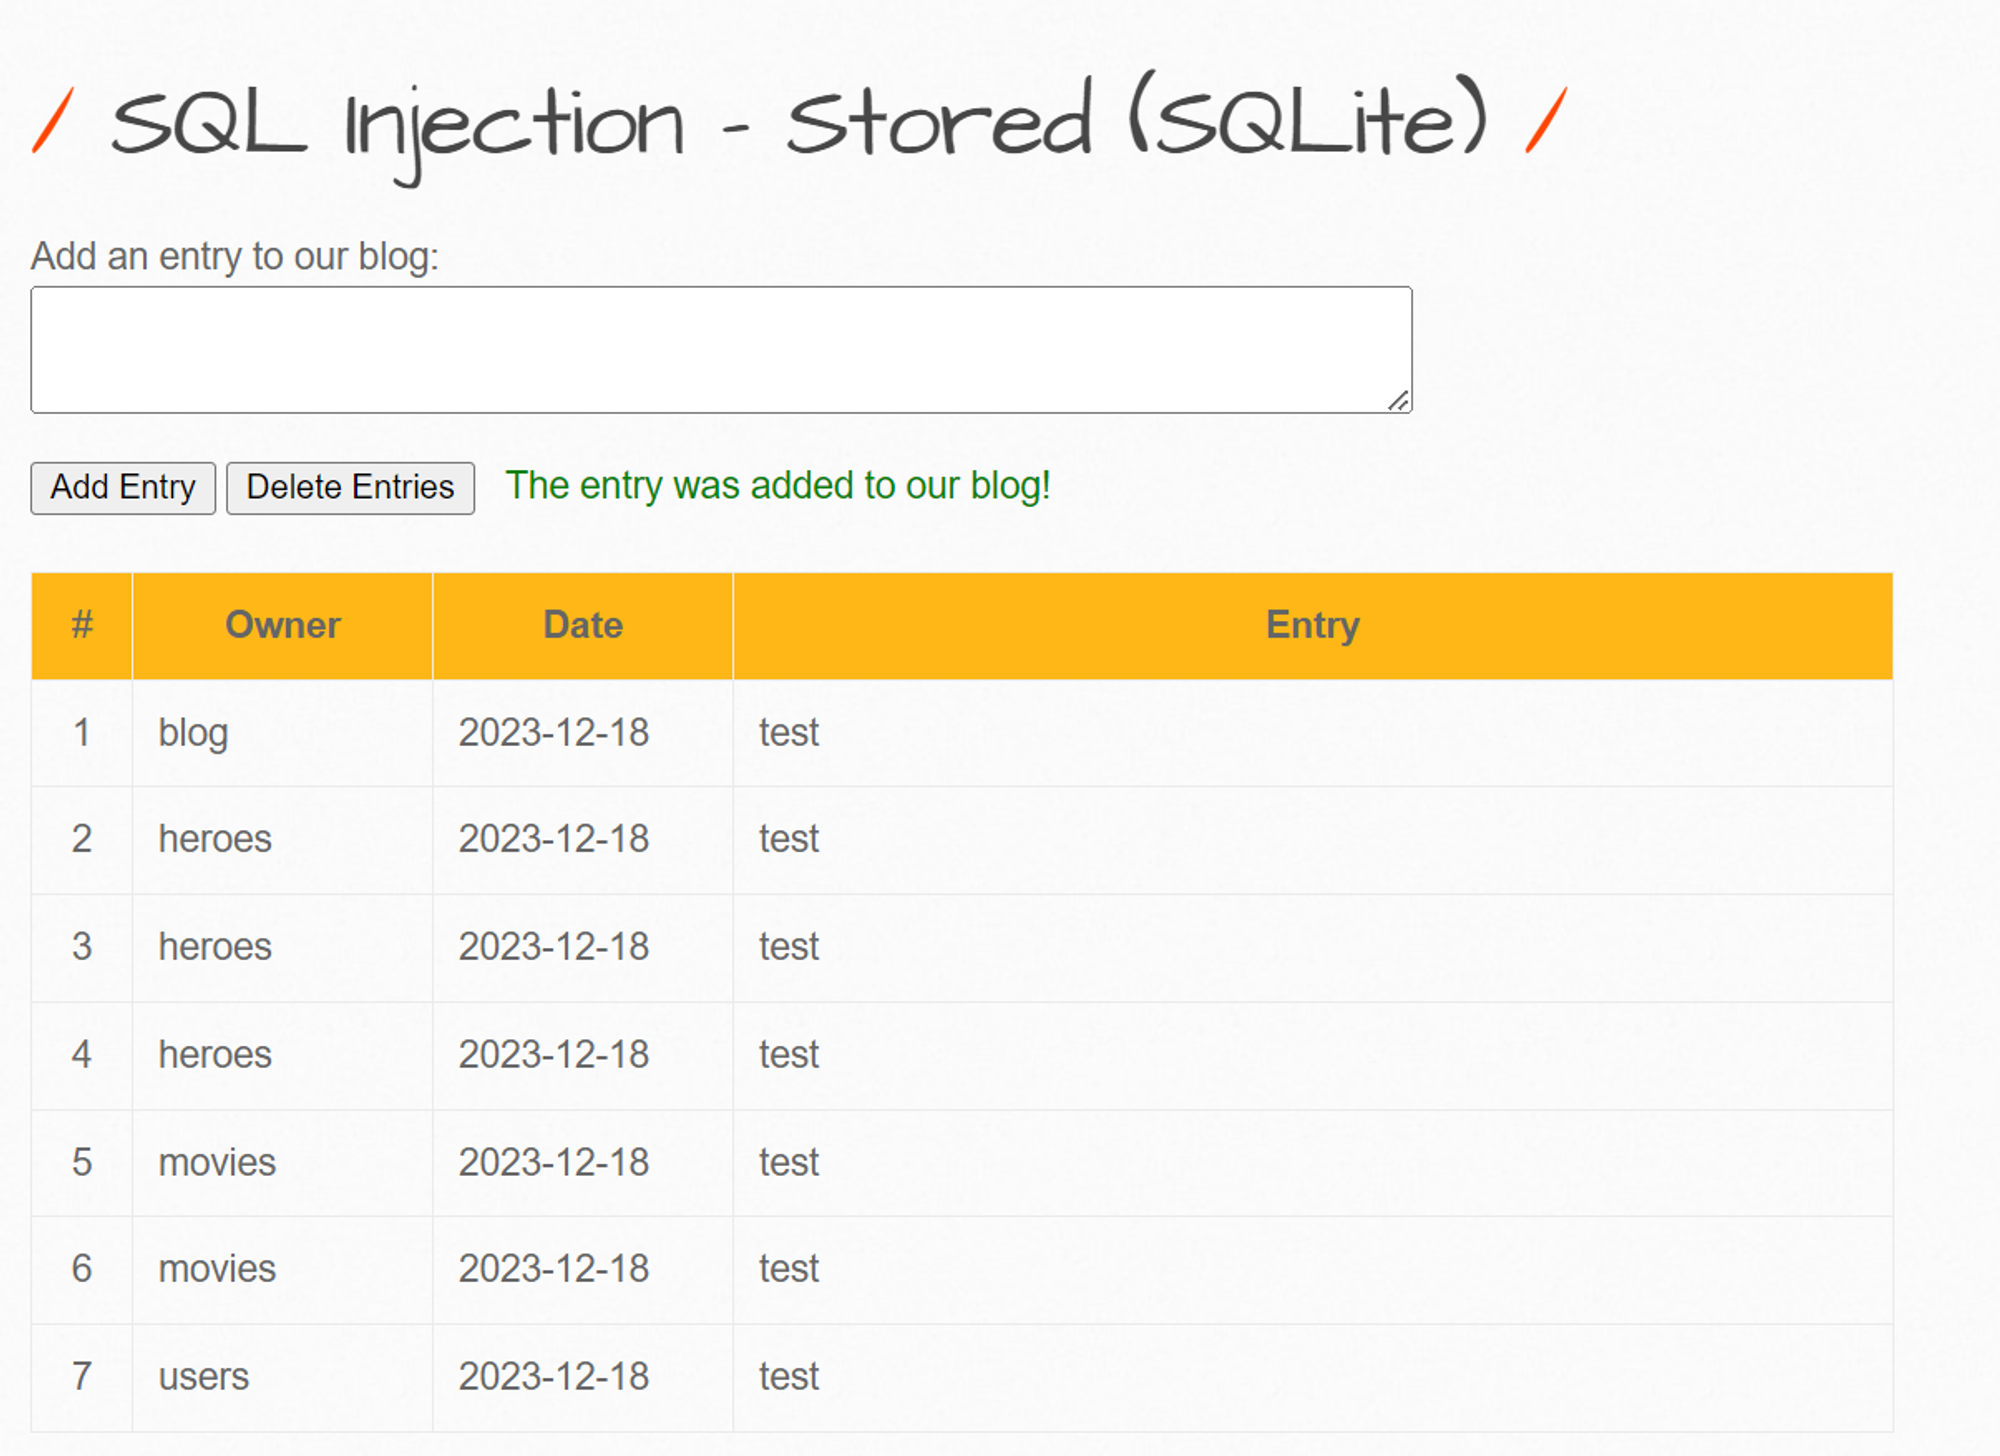 / SQL Injection - Stored (SQLite) /
Add an entry to our blog:
Add Entry Delete Entries The entry was added to our blog!
# Owner Date Entry
1 blog 2023-12-18 test
2 heroes 2023-12-18 test
3 heroes 2023-12-18 test
4 heroes 2023-12-18 test
5 movies 2023-12-18 test
6 movies 2023-12-18 test
7 users 2023-12-18 test